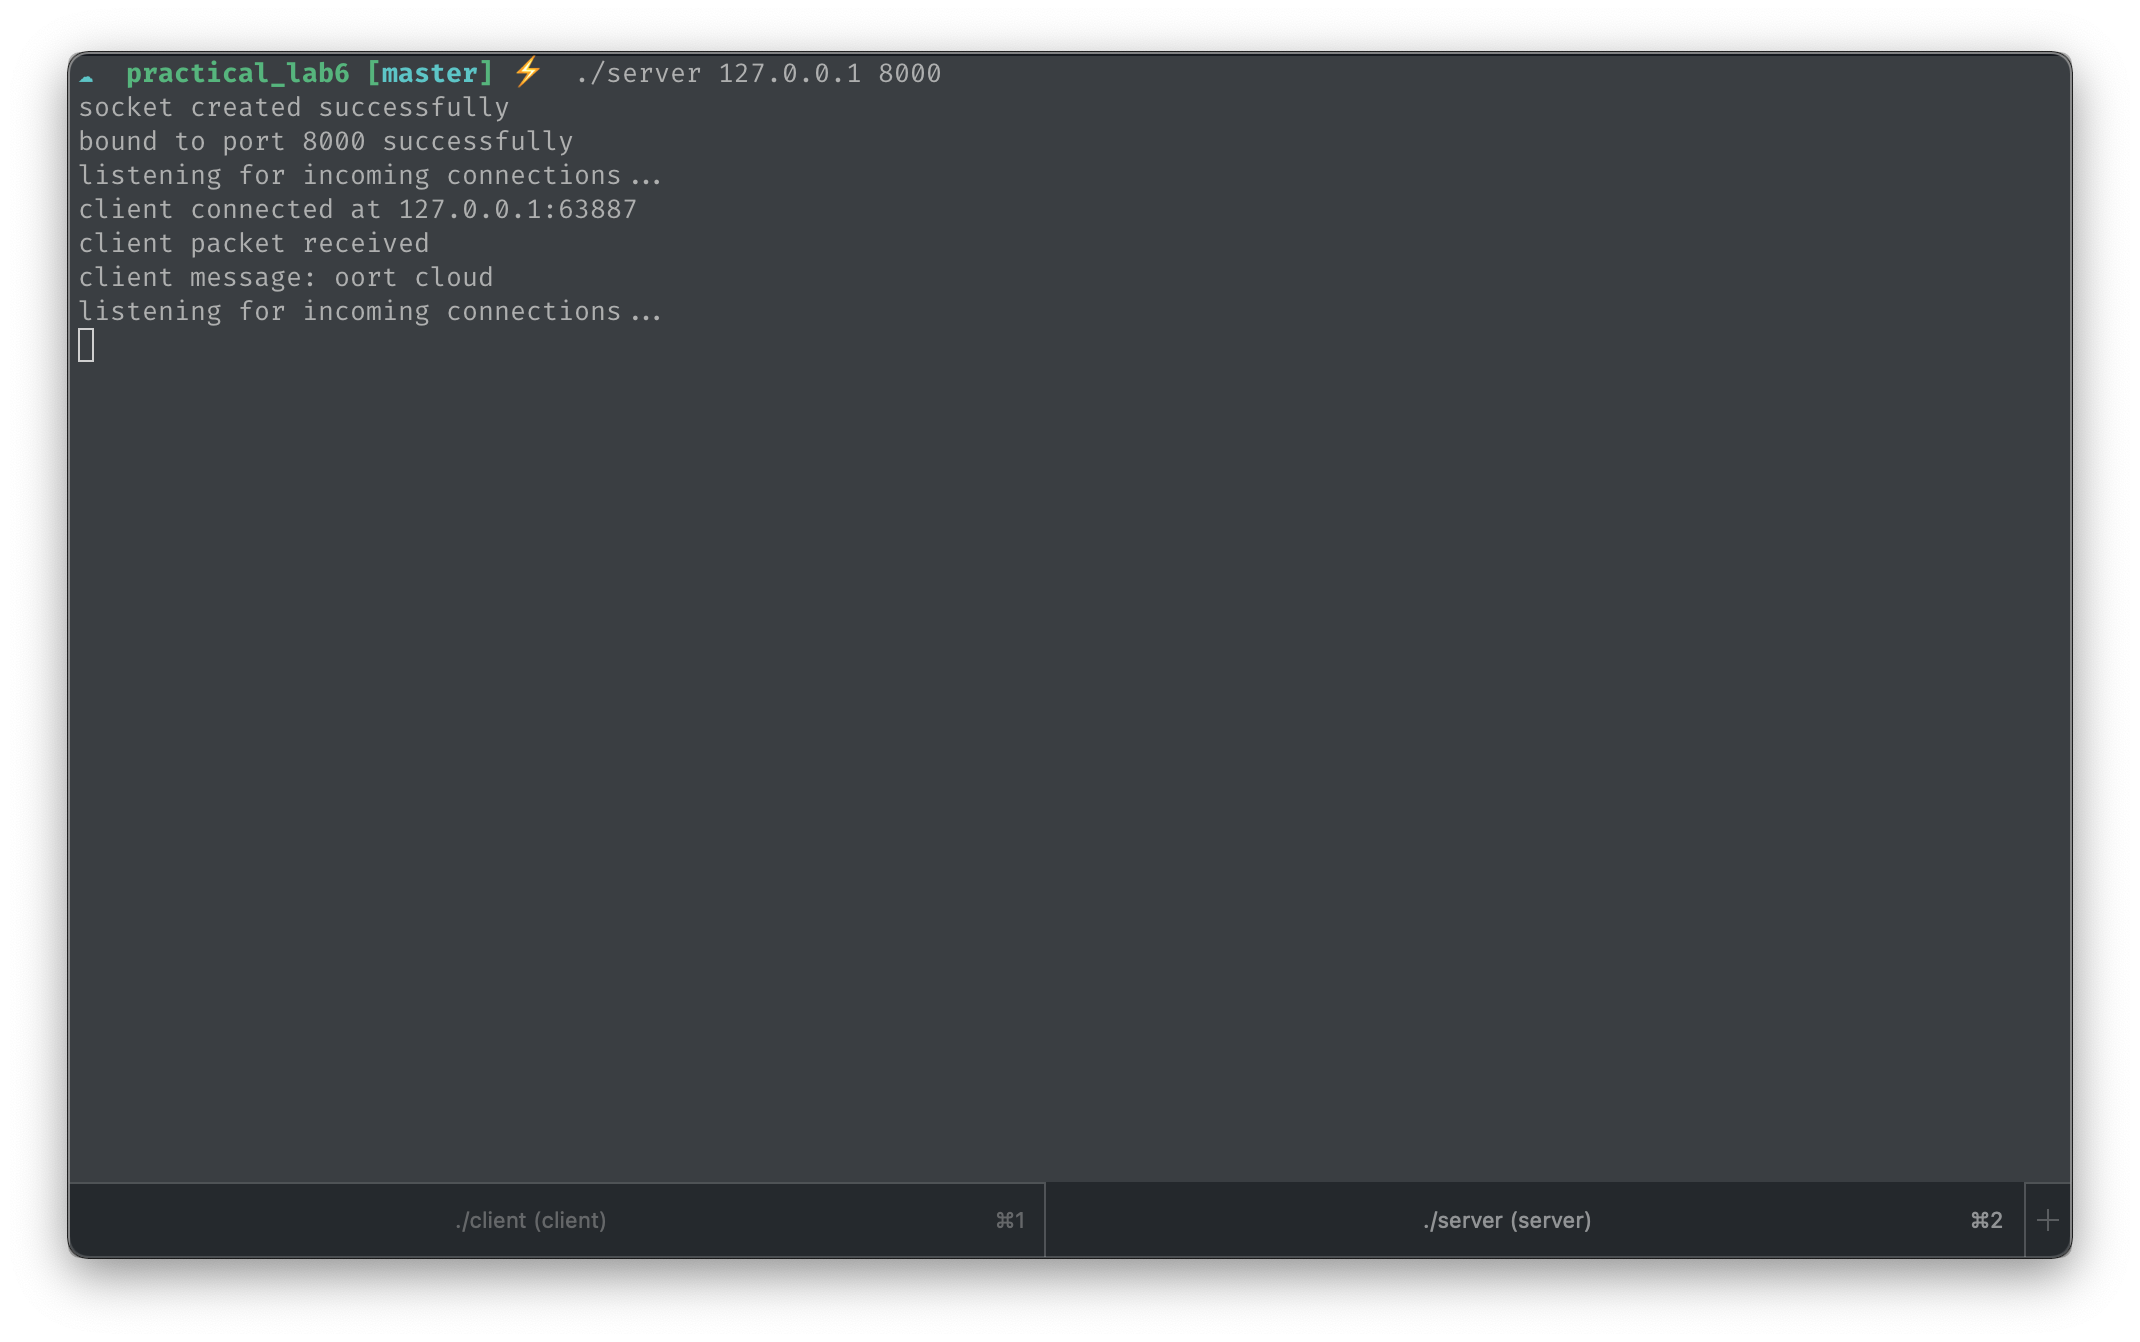 ☁ practical_lab6 [master] ⚡ ./server 127.0.0.1 8000
socket created successfully
bound to port 8000 successfully
listening for incoming connections...
client connected at 127.0.0.1:63887
client packet received
client message: oort cloud
listening for incoming connections...
./client (client) ⌘1 ./server (server) ⌘2 +